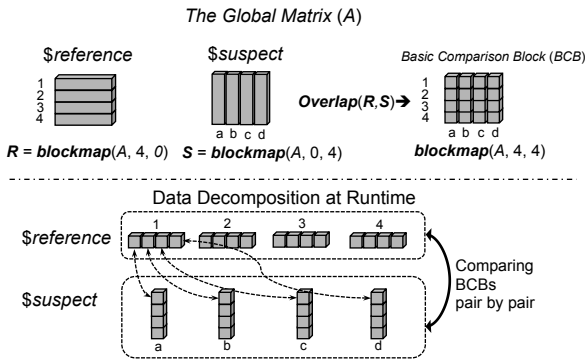 The Global Matrix (A)
$reference
$suspect
Basic Comparison Block (BCB)
1
2
3
4
Overlap(R,S)➔
1
2
3
4
a b c d
a b c d
R = blockmap(A, 4, 0)
S = blockmap(A, 0, 4)
blockmap(A, 4, 4)
Data Decomposition at Runtime
$reference
1 2 3 4
Comparing
BCBs
pair by pair
$suspect
a b c d